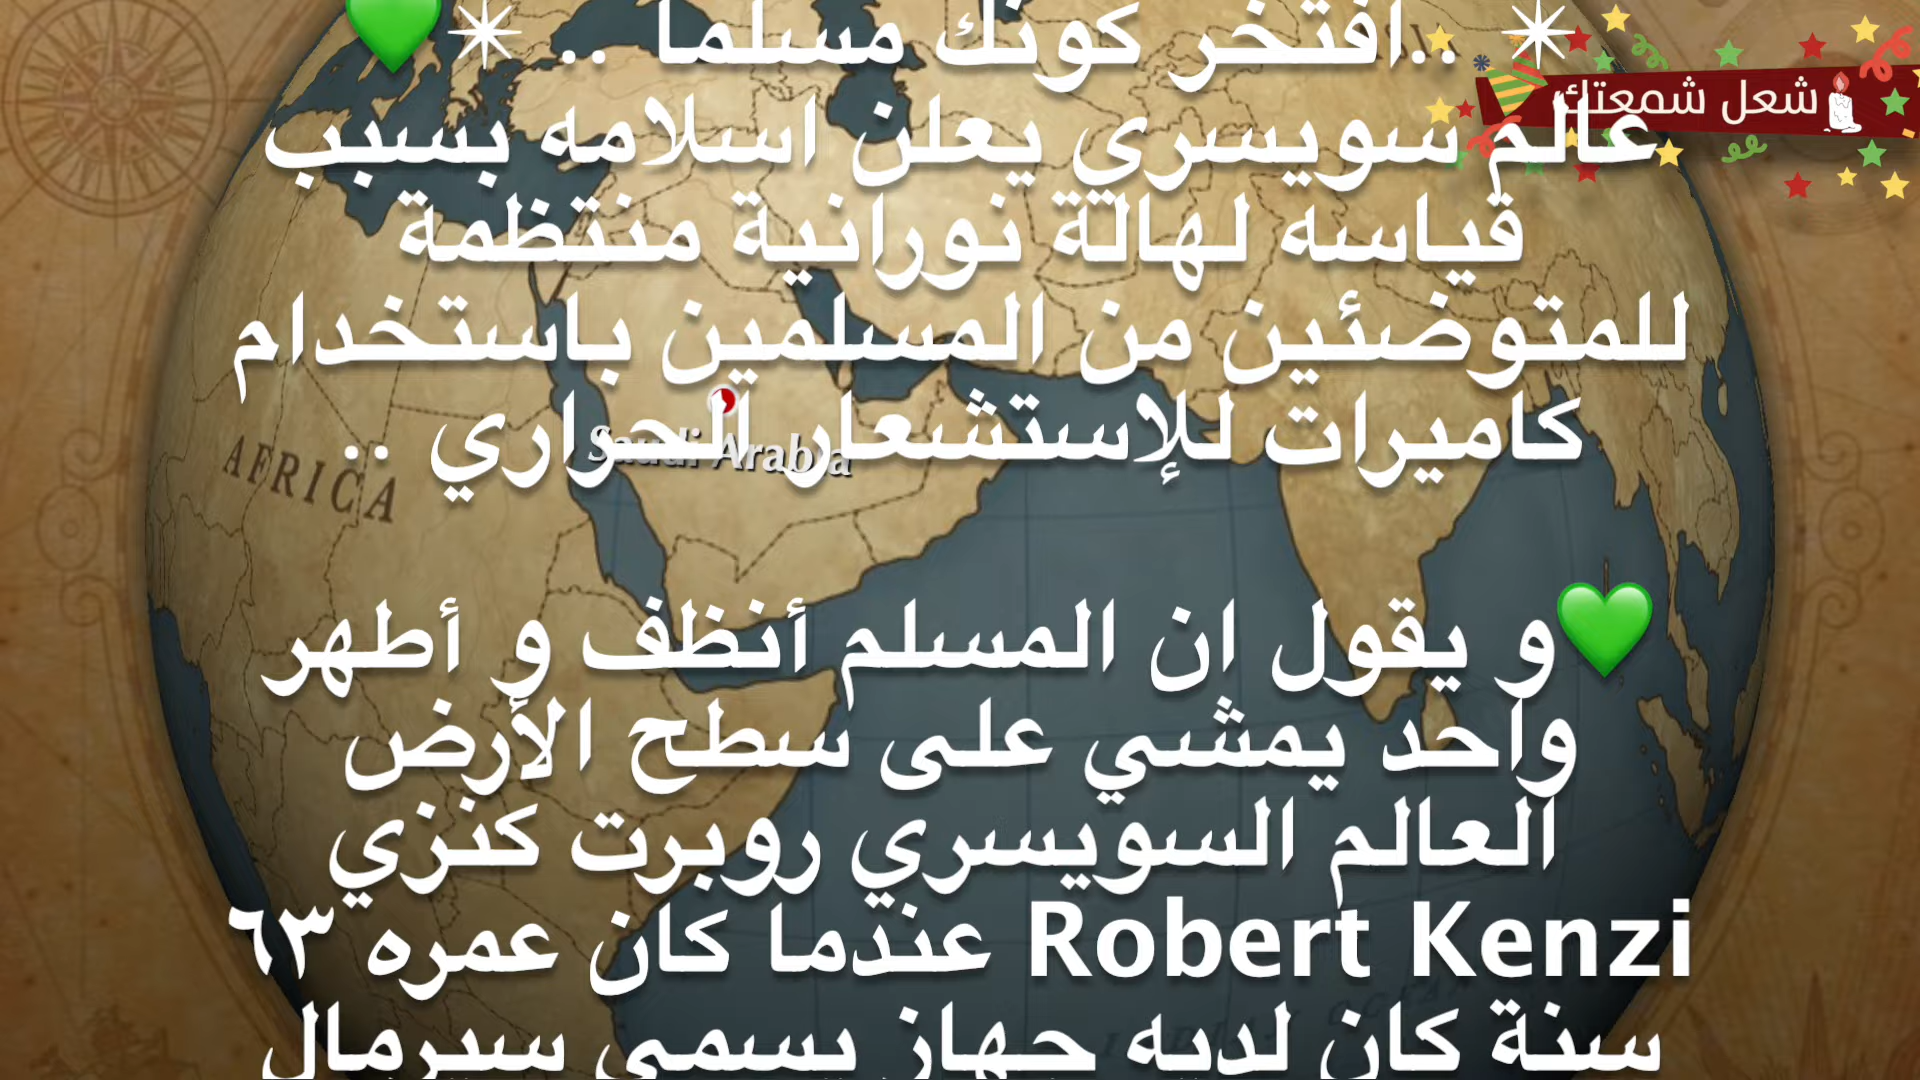 ✴ ..افتخر كونك مسلما .. ✴💚
شعل شمعتك
عالم سويسري يعلن اسلامه بسبب
قياسه لهالة نورانية منتظمة
للمتوضئين من المسلمين باستخدام
كاميرات للإستشعار الحراري ..
Saudi Arabia
AFRICA
💚و يقول ان المسلم أنظف و أطهر
واحد يمشي على سطح الأرض
العالم السويسري روبرت كنزي
Robert Kenzi عندما كان عمره ٦٣
سنة كان لديه جهاز يسمى سيرمال